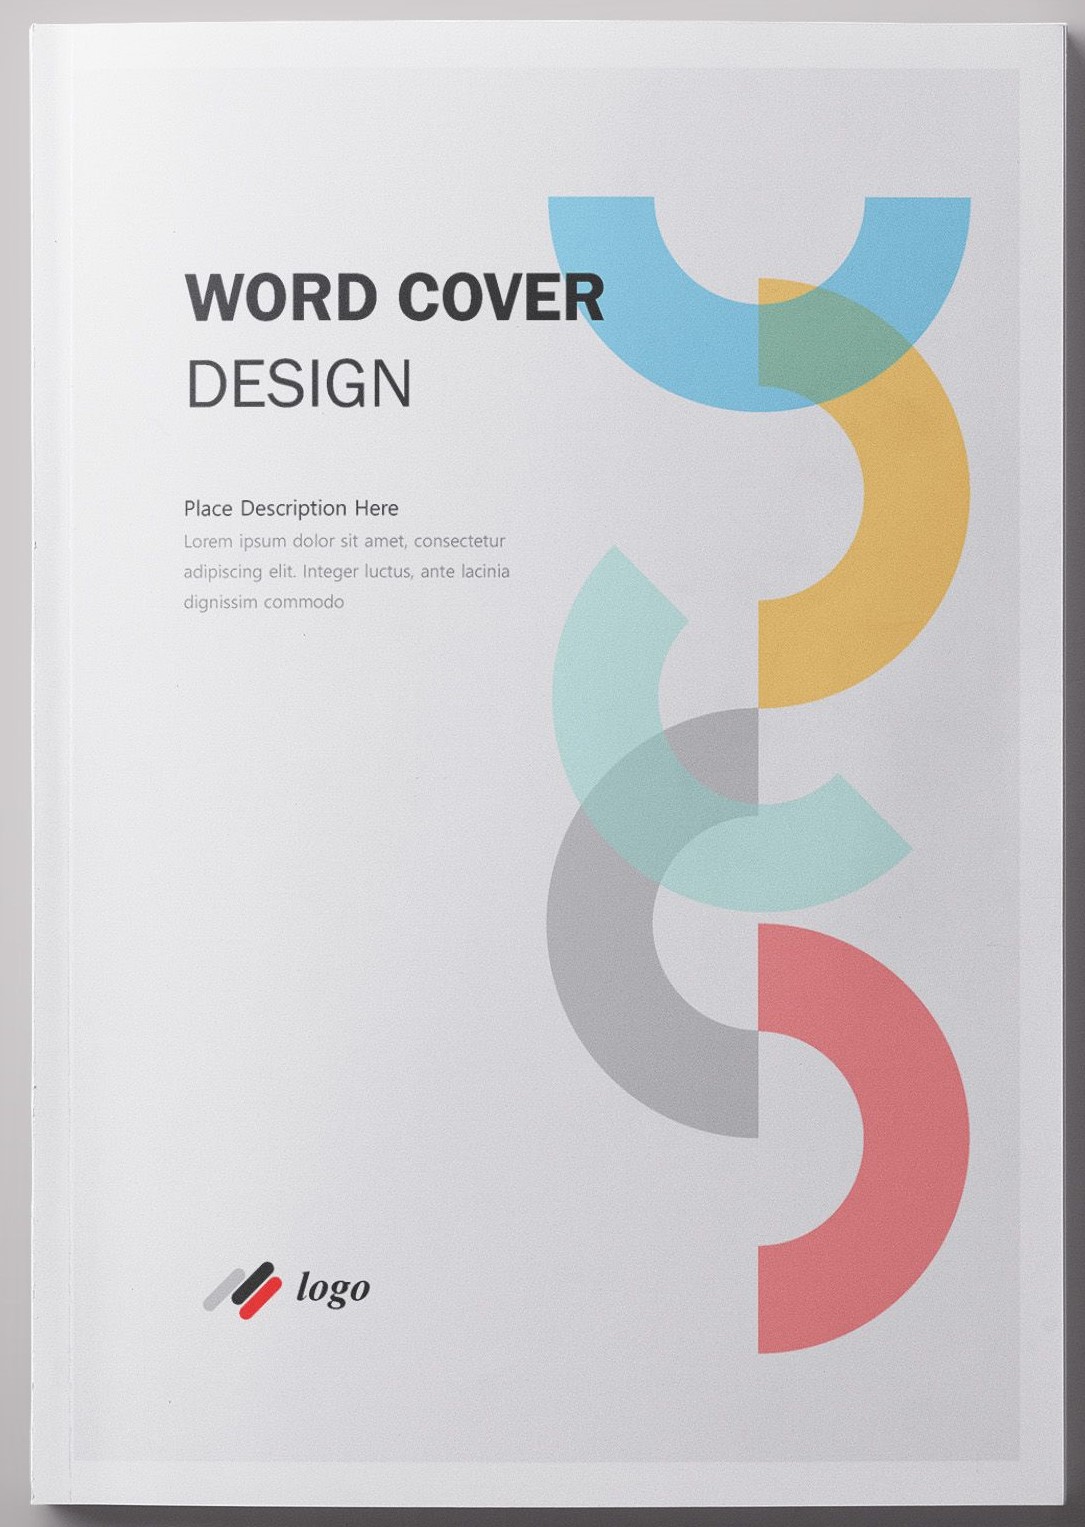 WORD COVER
DESIGN
Place Description Here
Lorem ipsum dolor sit amet, consectetur
adipiscing elit. Integer luctus, ante lacinia
dignissim commodo
logo